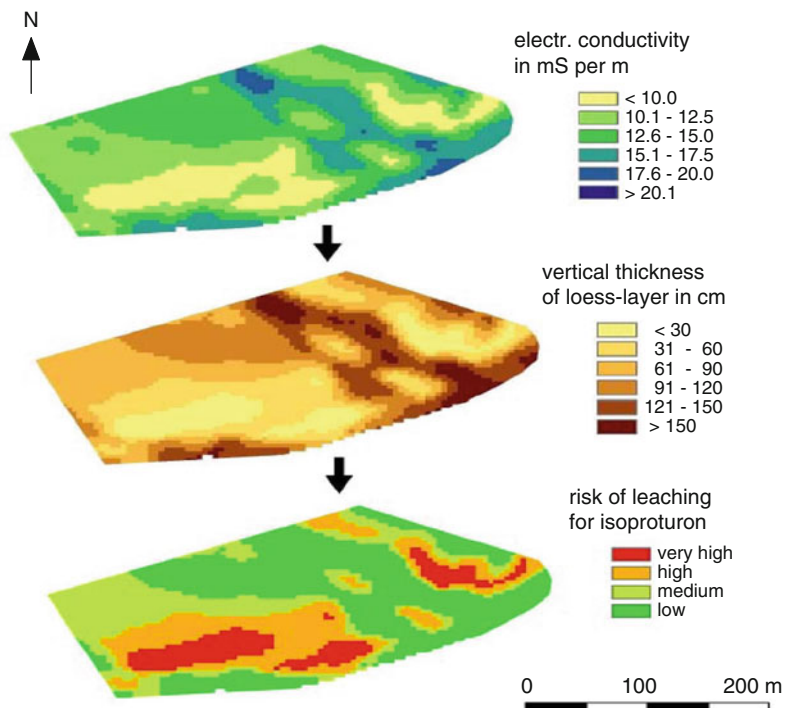 N
electr. conductivity
in mS per m
< 10.0
10.1 - 12.5
12.6 - 15.0
15.1 - 17.5
17.6 - 20.0
> 20.1
vertical thickness
of loess-layer in cm
< 30
31 - 60
61 - 90
91 - 120
121 - 150
> 150
risk of leaching
for isoproturon
very high
high
medium
low
0 100 200 m